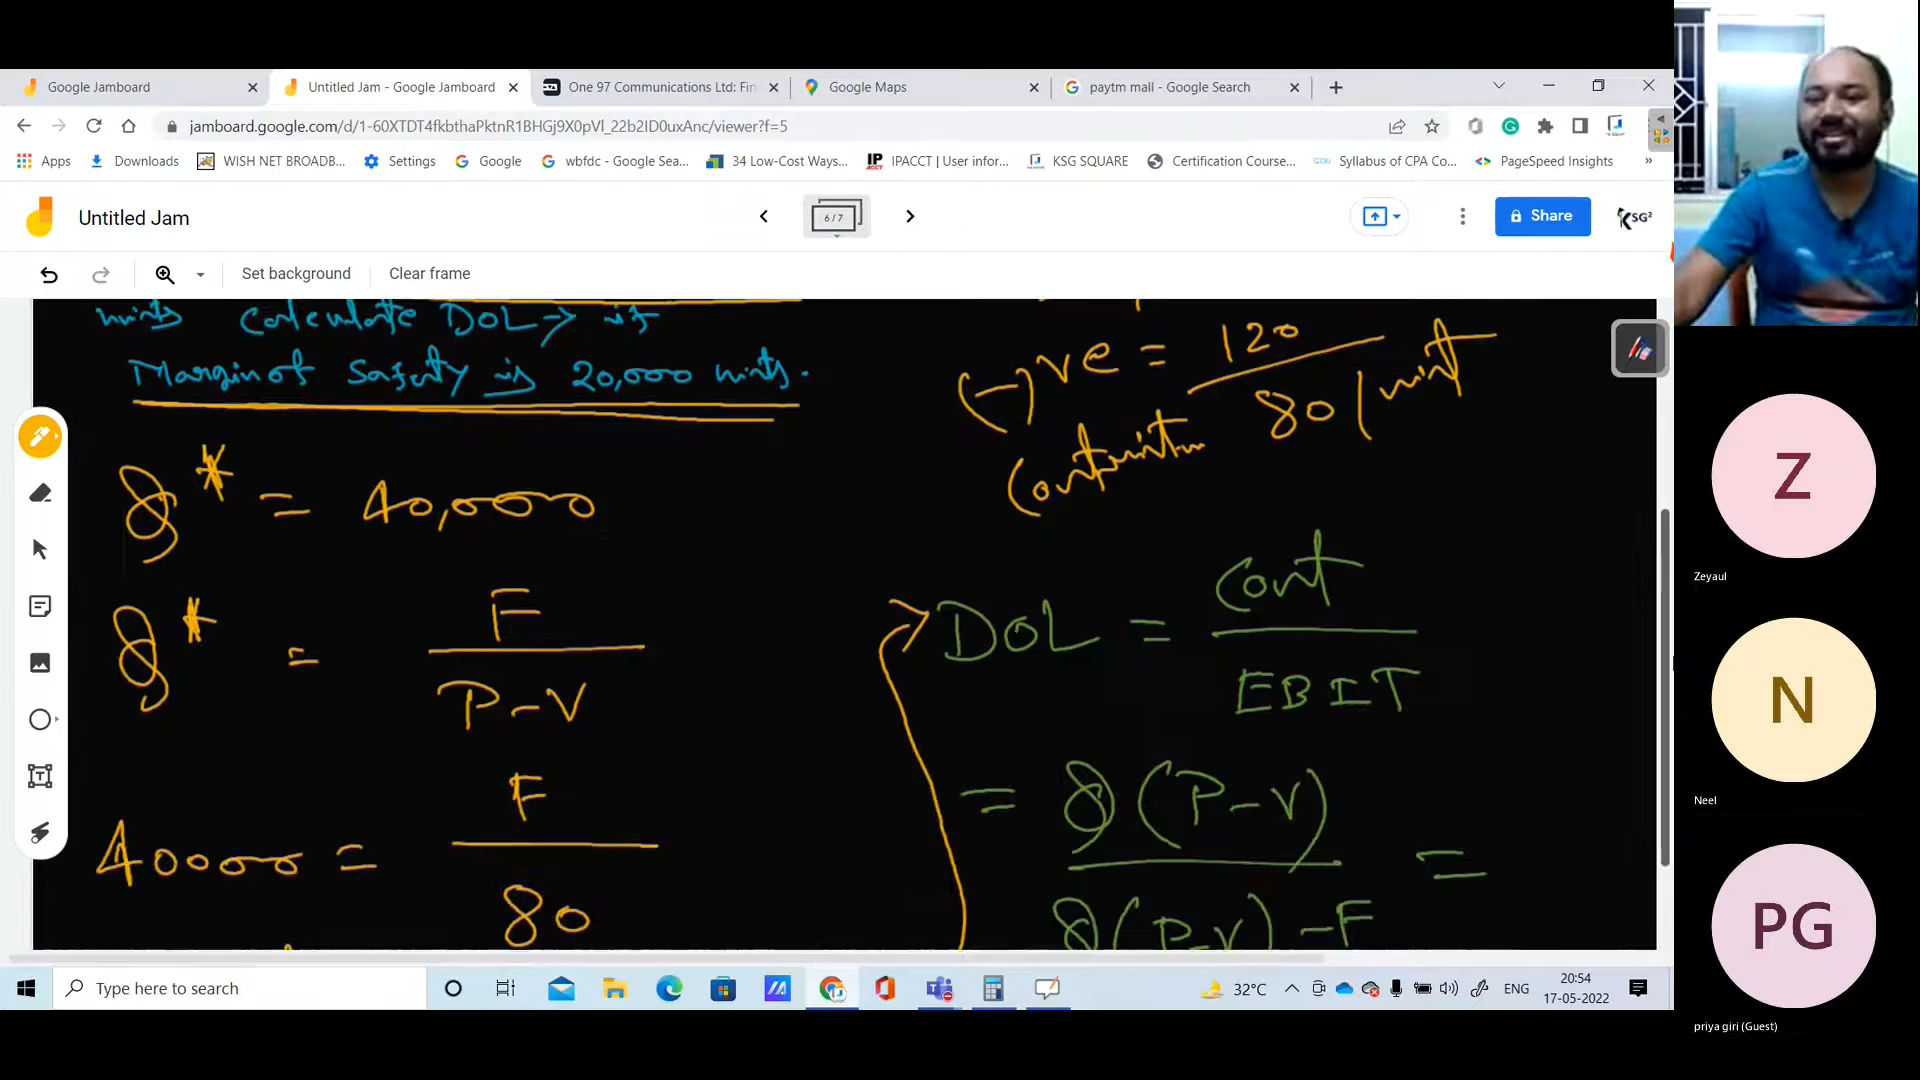 Google Jamboard
Untitled Jam - Google Jamboard
One 97 Communications Ltd: Fin
Google Maps
paytm mall - Google Search
jamboard.google.com/d/1-60XTDT4fkbthaPktnR1BHGj9X0pVl_22b2ID0uxAnc/viewer?f=5
Apps
Downloads
WISH NET BROADB...
Settings
Google
wbfdc - Google Sea...
34 Low-Cost Ways...
IPACCT | User infor...
KSG SQUARE
Certification Course...
Syllabus of CPA Co...
PageSpeed Insights
»
Untitled Jam
6 / 7
Share
KSG²
Set background
Clear frame
units calculate DOL → if
Margin of Safety is 20,000 units.
Q* = 40,000
Q* = F
P-V
40000 = F
80
(-) ve = 120
Contribution 80/unit
DOL = Cont
EBIT
= Q(P-V)
Q(P-V)-F =
Z
Zeyaul
N
Neel
PG
priya giri (Guest)
Type here to search
32°C
ENG
20:54
17-05-2022